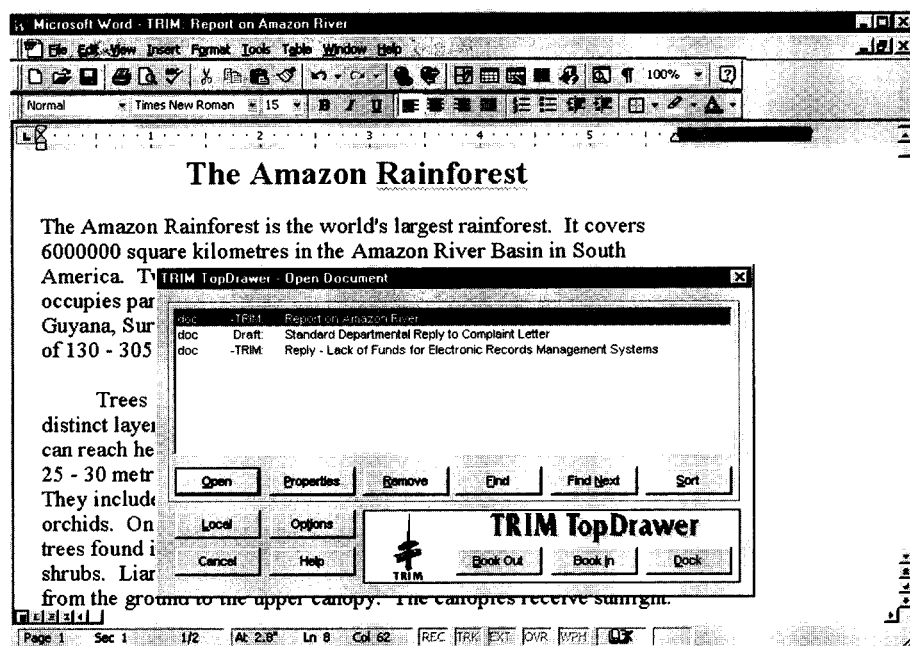 Microsoft Word - TRIM: Report on Amazon River
File Edit View Insert Format Tools Table Window Help
100%
Normal Times New Roman 15 B I U
1 2 3 4 5
The Amazon Rainforest
The Amazon Rainforest is the world's largest rainforest. It covers
6000000 square kilometres in the Amazon River Basin in South
America. Tw
TRIM TopDrawer - Open Document
occupies par
doc -TRIM: Report on Amazon River
Guyana, Sur
doc Draft: Standard Departmental Reply to Complaint Letter
of 130 - 305
doc -TRIM: Reply - Lack of Funds for Electronic Records Management Systems
Trees
distinct layer
can reach he
25 - 30 metr
Open Properties Remove Find Find Next Sort
They include
orchids. On
Local Options TRIM TopDrawer
trees found i
Cancel Help TRIM Book Out Book In Dock
shrubs. Liar
from the ground to the upper canopy. The canopies receive sunlight.
Page 1 Sec 1 1/2 At 2.8" Ln 8 Col 62 REC TRK EXT OVR WPH